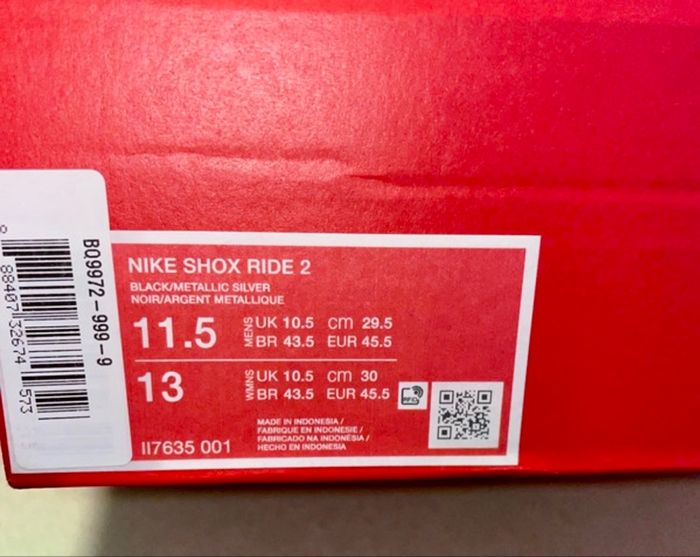 BO9972-999-9
0 88407 32674 573
NIKE SHOX RIDE 2
BLACK/METALLIC SILVER
NOIR/ARGENT METALLIQUE
11.5 MENS UK 10.5 cm 29.5
BR 43.5 EUR 45.5
13 WMNS UK 10.5 cm 30
BR 43.5 EUR 45.5
RFID
MADE IN INDONESIA /
FABRIQUE EN INDONESIE /
FABRICADO NA INDONÉSIA /
HECHO EN INDONESIA
II7635 001